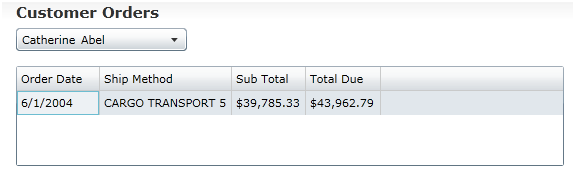 Customer Orders
Catherine Abel
Order Date Ship Method Sub Total Total Due
6/1/2004 CARGO TRANSPORT 5 $39,785.33 $43,962.79